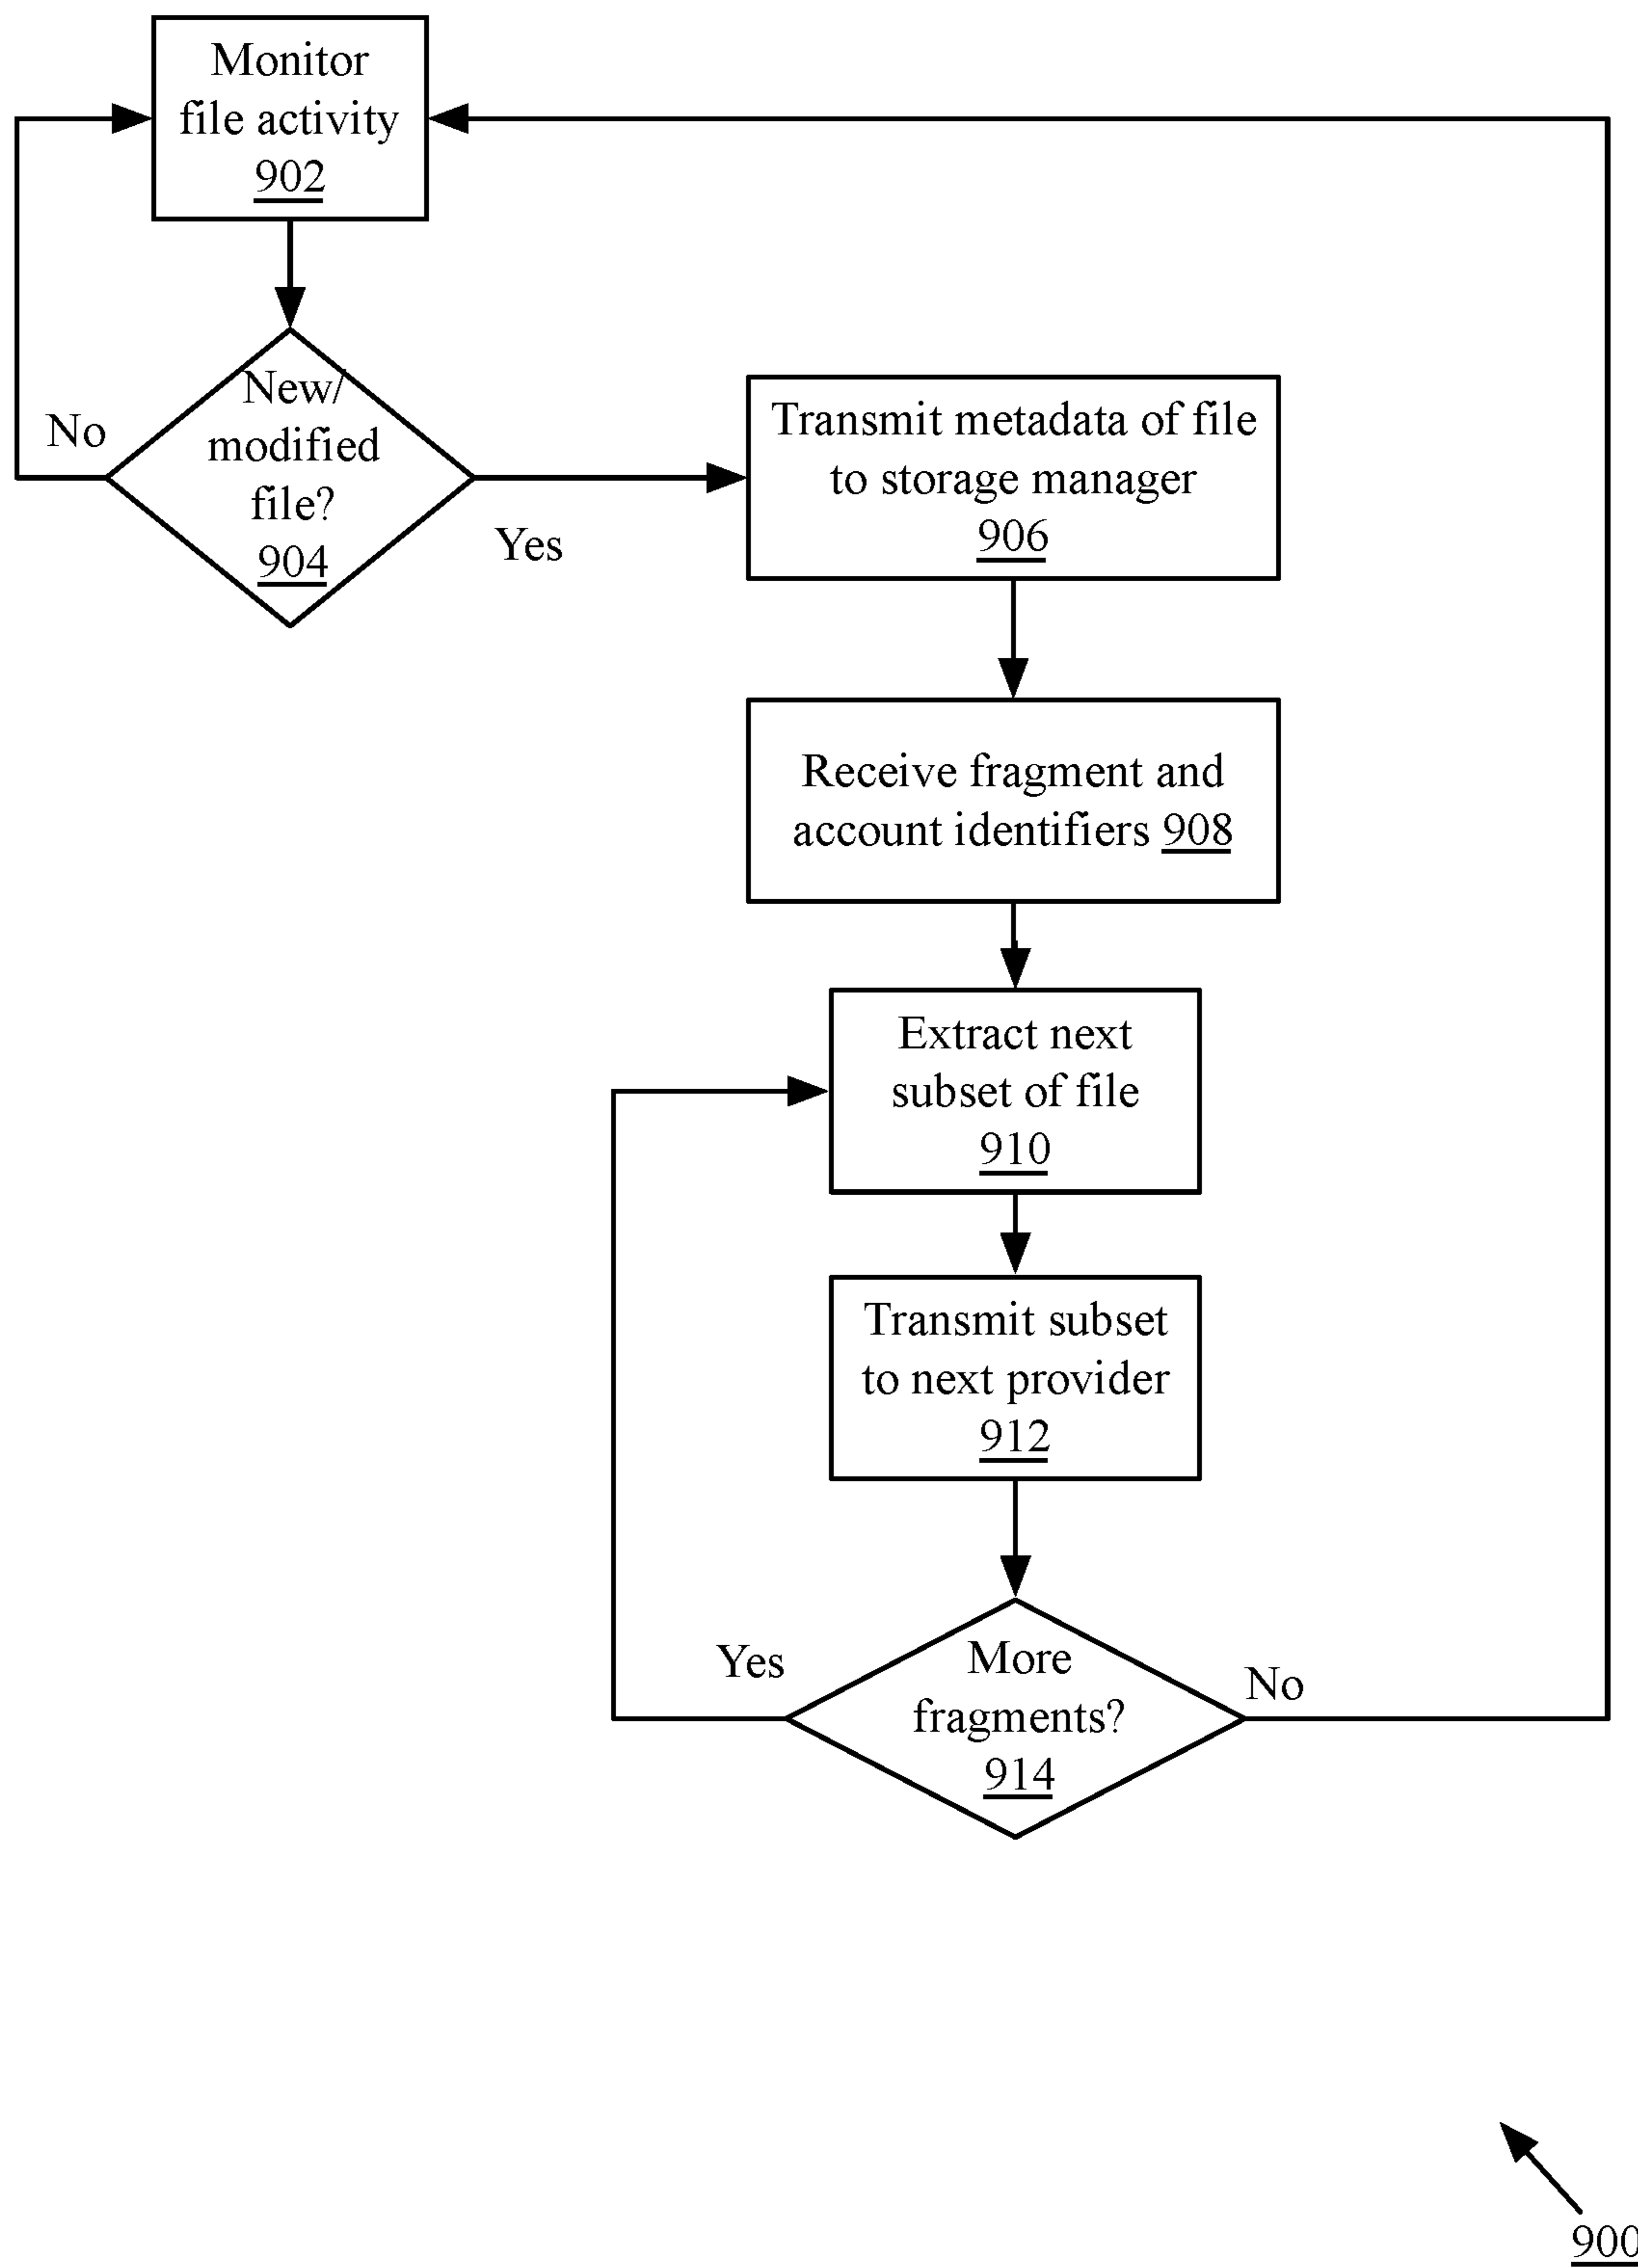 Monitor
file activity
902
New/
modified
file?
904
No
Yes
Transmit metadata of file
to storage manager
906
Receive fragment and
account identifiers 908
Extract next
subset of file
910
Transmit subset
to next provider
912
More
fragments?
914
Yes
No
900